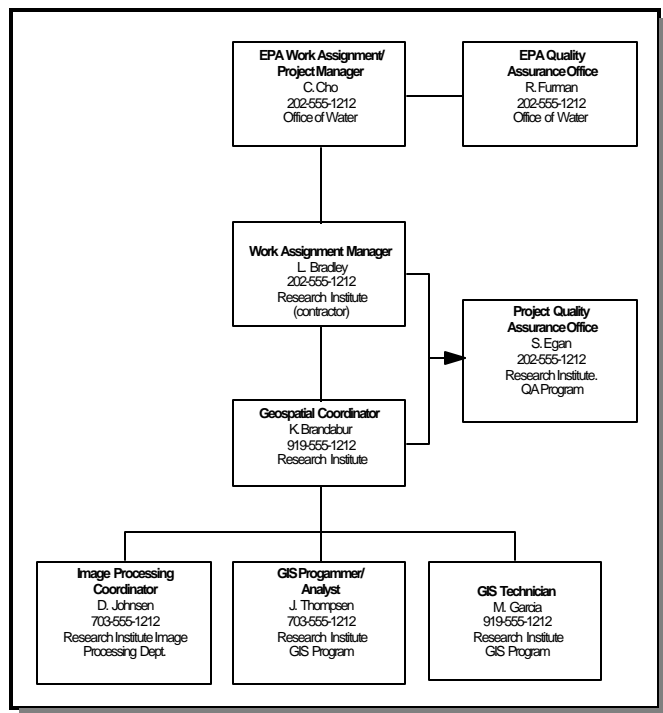 EPA Work Assignment/
Project Manager
C. Cho
202-555-1212
Office of Water
EPA Quality
Assurance Office
R. Furman
202-555-1212
Office of Water
Work Assignment Manager
L. Bradley
202-555-1212
Research Institute
(contractor)
Project Quality
Assurance Office
S. Egan
202-555-1212
Research Institute.
QA Program
Geospatial Coordinator
K. Brandabur
919-555-1212
Research Institute
Image Processing
Coordinator
D. Johnsen
703-555-1212
Research Institute Image
Processing Dept.
GIS Progammer/
Analyst
J. Thompsen
703-555-1212
Research Institute
GIS Program
GIS Technician
M. Garcia
919-555-1212
Research Institute
GIS Program